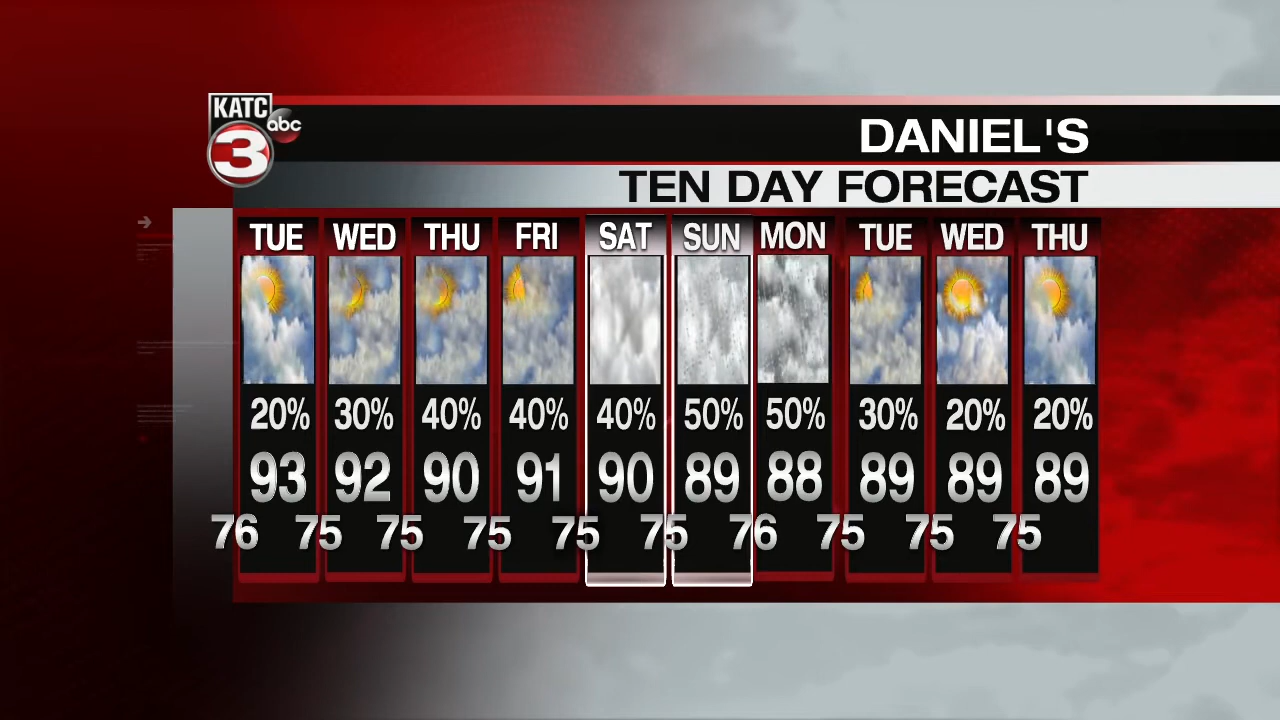 KATC
abc
3
DANIEL'S
TEN DAY FORECAST
TUE WED THU FRI SAT SUN MON TUE WED THU
20% 30% 40% 40% 40% 50% 50% 30% 20% 20%
93 92 90 91 90 89 88 89 89 89
76 75 75 75 75 75 76 75 75 75